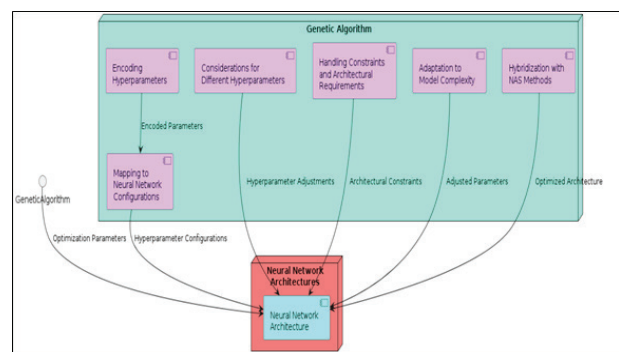 Genetic Algorithm
Encoding
Hyperparameters
Considerations for
Different Hyperparameters
Handling Constraints
and Architectural
Requirements
Adaptation to
Model Complexity
Hybridization with
NAS Methods
Encoded Parameters
Mapping to
Neural Network
Configurations
Hyperparameter Adjustments
Architectural Constraints
Adjusted Parameters
Optimized Architecture
GeneticAlgorithm
Optimization Parameters
Hyperparameter Configurations
Neural Network
Architectures
Neural Network
Architecture